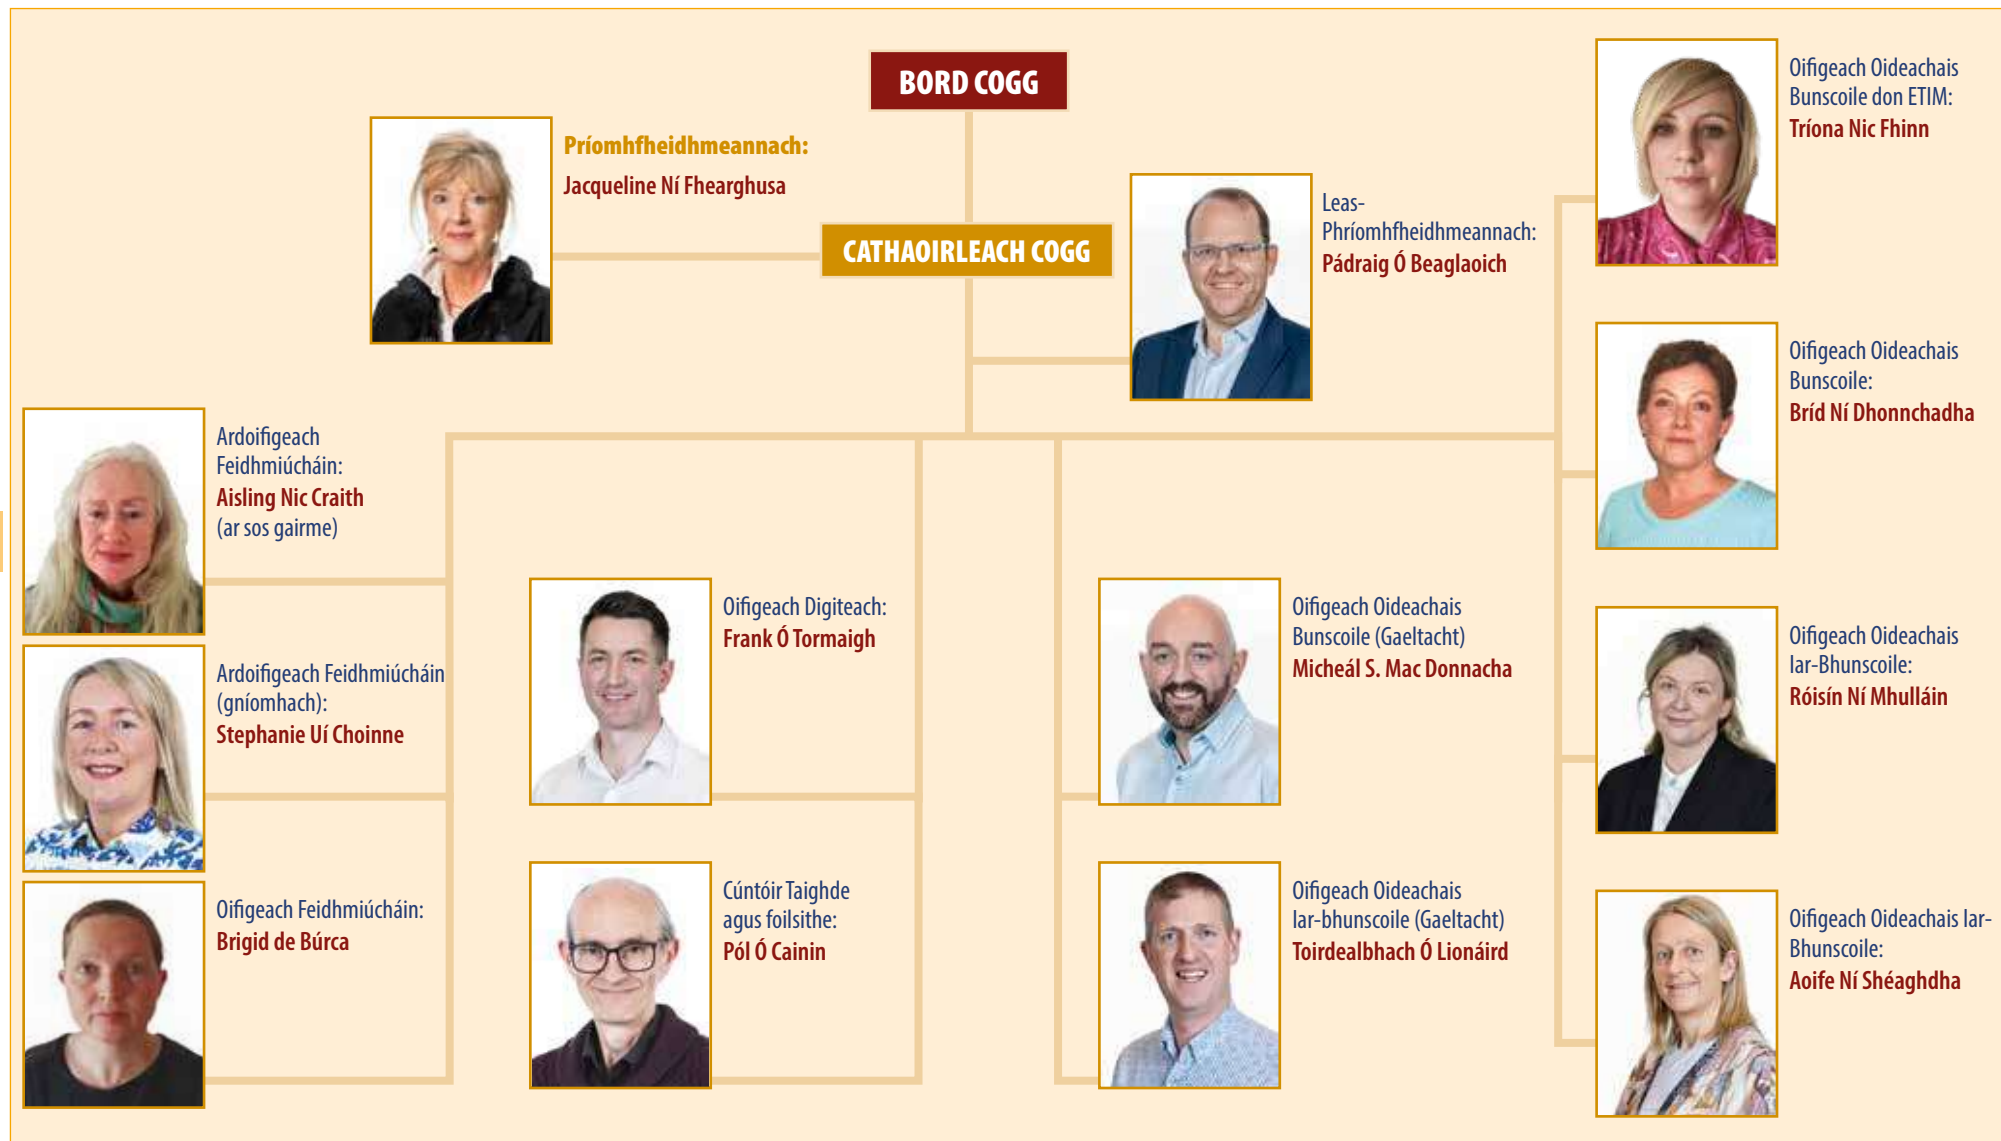 BORD COGG
Príomhfheidhmeannach:
Jacqueline Ní Fhearghusa
CATHAOIRLEACH COGG
Leas-
Phríomhfheidhmeannach:
Pádraig Ó Beaglaoich
Oifigeach Oideachais
Bunscoile don ETIM:
Tríona Nic Fhinn
Oifigeach Oideachais
Bunscoile:
Bríd Ní Dhonnchadha
Oifigeach Oideachais
Iar-Bhunscoile:
Róisín Ní Mhulláin
Oifigeach Oideachais Iar-
Bhunscoile:
Aoife Ní Shéaghdha
Ardoifigeach
Feidhmiúcháin:
Aisling Nic Craith
(ar sos gairme)
Ardoifigeach Feidhmiúcháin
(gníomhach):
Stephanie Uí Choinne
Oifigeach Feidhmiúcháin:
Brigid de Búrca
Oifigeach Digiteach:
Frank Ó Tormaigh
Cúntóir Taighde
agus foilsithe:
Pól Ó Cainin
Oifigeach Oideachais
Bunscoile (Gaeltacht)
Micheál S. Mac Donnacha
Oifigeach Oideachais
Iar-bhunscoile (Gaeltacht)
Toirdealbhach Ó Lionáird